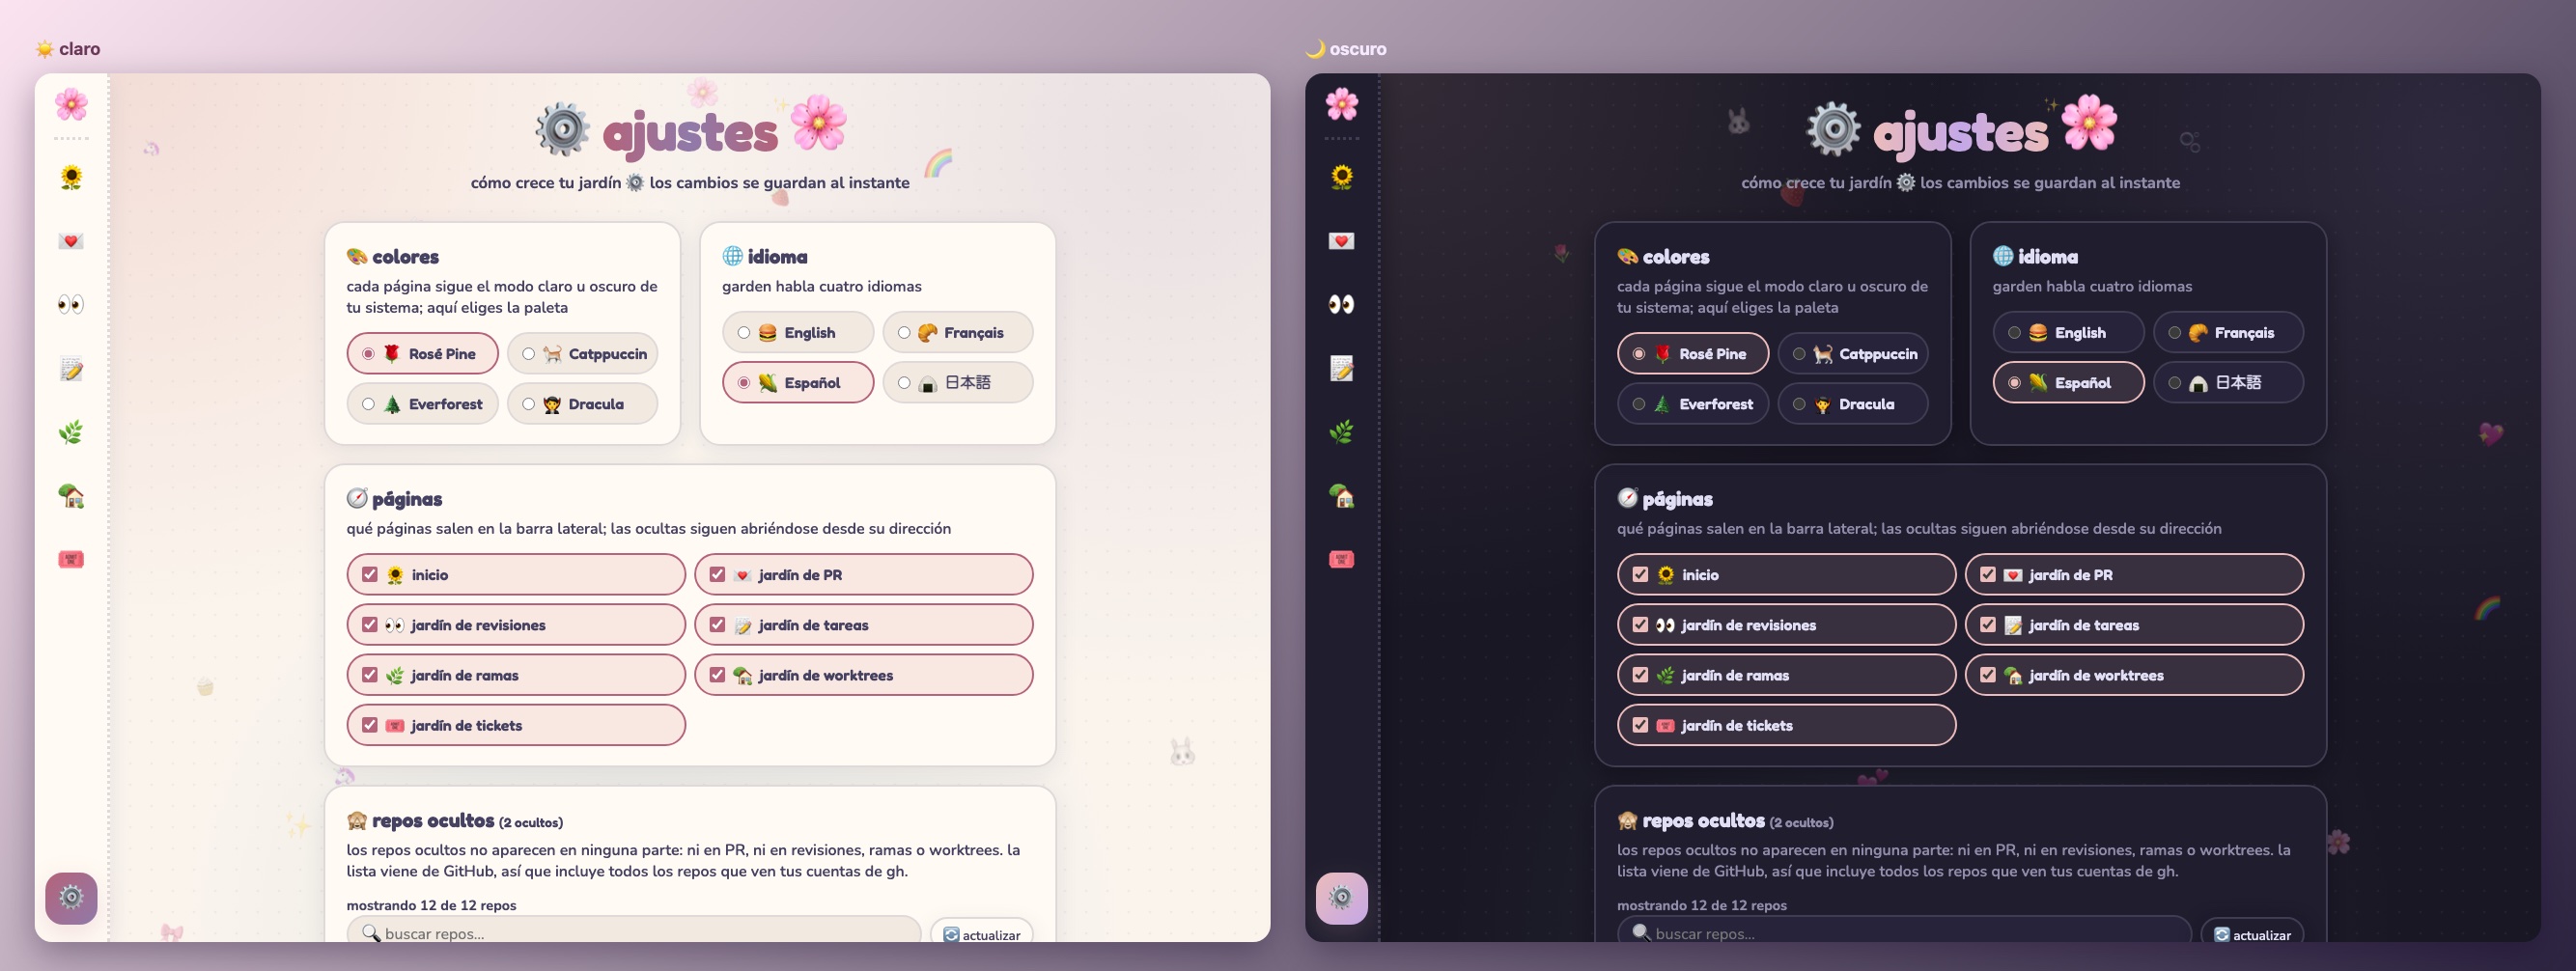 claro
ajustes
cómo crece tu jardín ⚙️ los cambios se guardan al instante
colores
cada página sigue el modo claro u oscuro de
tu sistema; aquí eliges la paleta
Rosé Pine
Catppuccin
Everforest
Dracula
idioma
garden habla cuatro idiomas
English
Français
Español
日本語
páginas
qué páginas salen en la barra lateral; las ocultas siguen abriéndose desde su dirección
inicio
jardín de PR
jardín de revisiones
jardín de tareas
jardín de ramas
jardín de worktrees
jardín de tickets
repos ocultos (2 ocultos)
los repos ocultos no aparecen en ninguna parte: ni en PR, ni en revisiones, ramas o worktrees. la
lista viene de GitHub, así que incluye todos los repos que ven tus cuentas de gh.
mostrando 12 de 12 repos
buscar repos...
actualizar
oscuro
ajustes
cómo crece tu jardín ⚙️ los cambios se guardan al instante
colores
cada página sigue el modo claro u oscuro de
tu sistema; aquí eliges la paleta
Rosé Pine
Catppuccin
Everforest
Dracula
idioma
garden habla cuatro idiomas
English
Français
Español
日本語
páginas
qué páginas salen en la barra lateral; las ocultas siguen abriéndose desde su dirección
inicio
jardín de PR
jardín de revisiones
jardín de tareas
jardín de ramas
jardín de worktrees
jardín de tickets
repos ocultos (2 ocultos)
los repos ocultos no aparecen en ninguna parte: ni en PR, ni en revisiones, ramas o worktrees. la
lista viene de GitHub, así que incluye todos los repos que ven tus cuentas de gh.
mostrando 12 de 12 repos
buscar repos...
actualizar